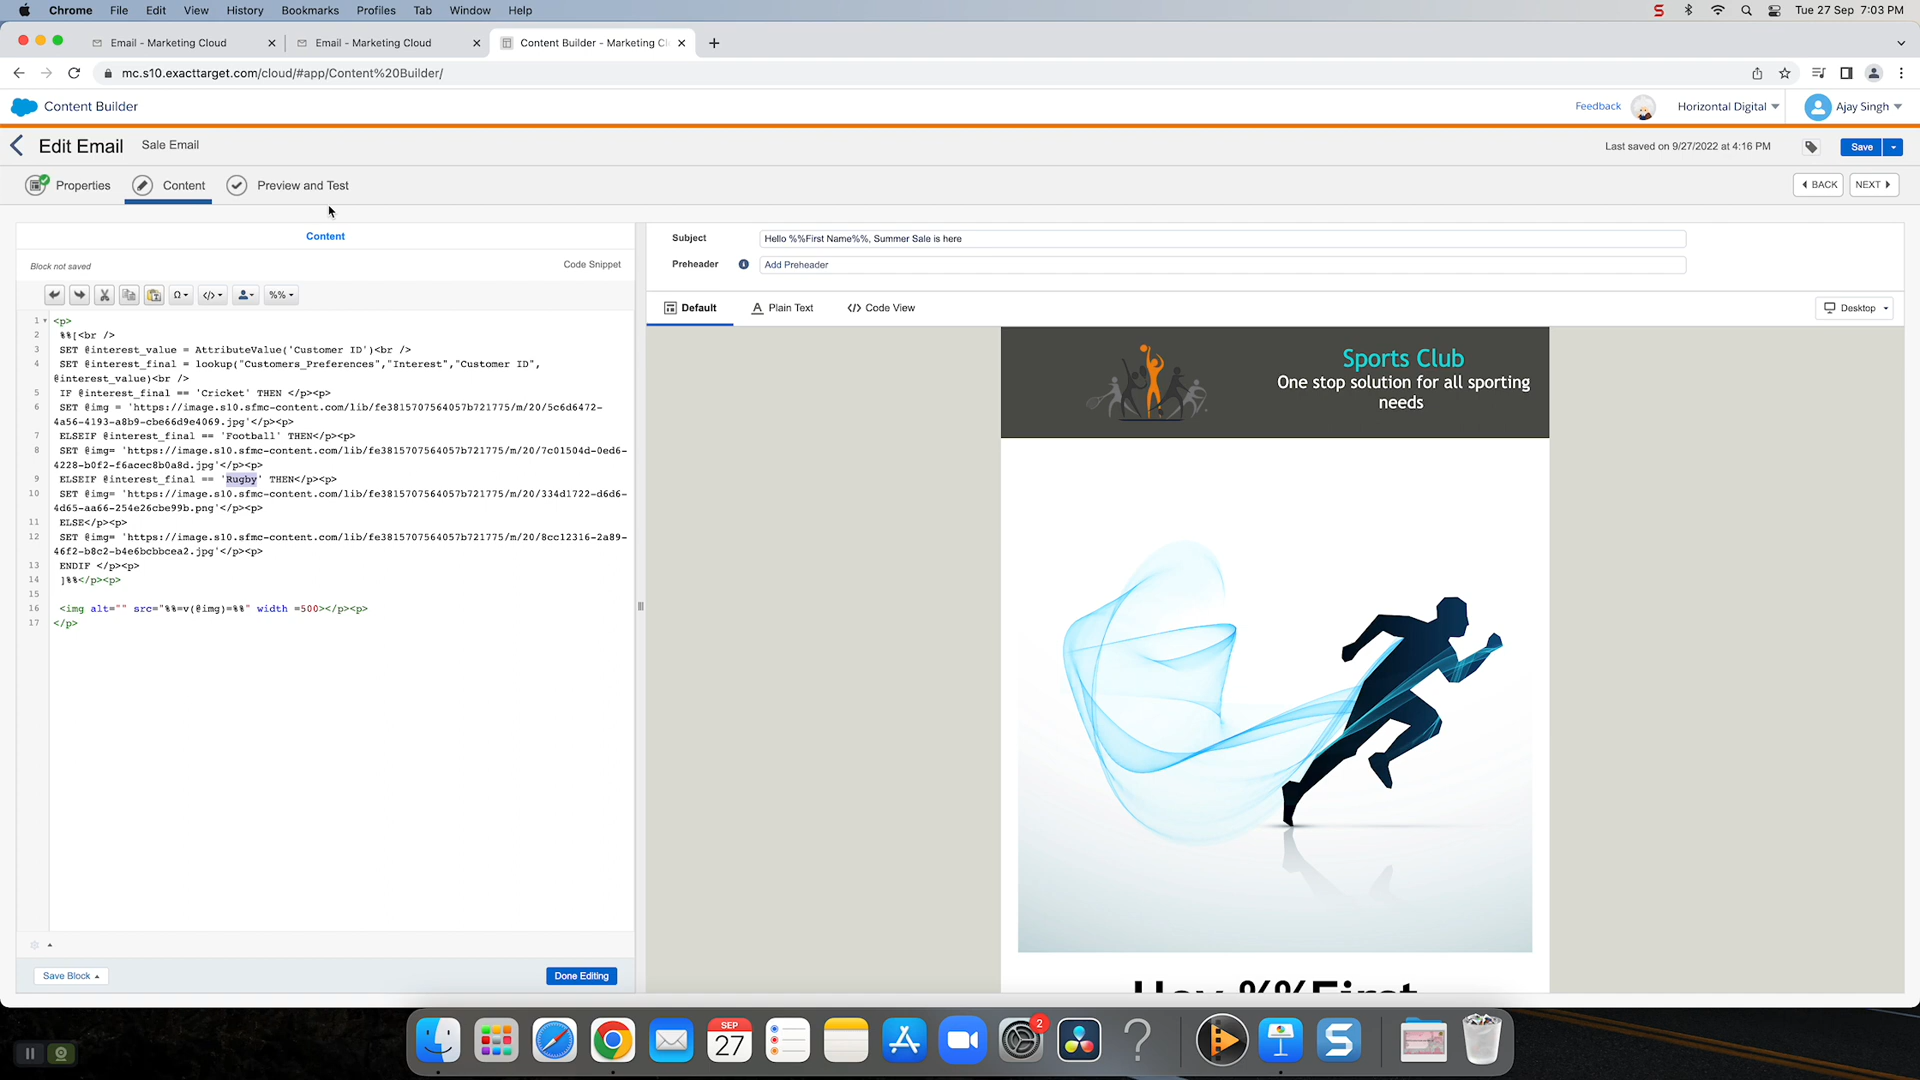 Chrome File Edit View History Bookmarks Profiles Tab Window Help
S Tue 27 Sep 7:03 PM
Email - Marketing Cloud
Email - Marketing Cloud
Content Builder - Marketing Cl
mc.s10.exacttarget.com/cloud/#app/Content%20Builder/
Content Builder
Feedback
Horizontal Digital
Ajay Singh
Edit Email
Sale Email
Last saved on 9/27/2022 at 4:16 PM
Save
Properties
Content
Preview and Test
BACK
NEXT
Content
Block not saved
Code Snippet
Ω
</>
%%
1 <p>
2 %%[<br />
3 SET @interest_value = AttributeValue('Customer ID')<br />
4 SET @interest_final = lookup("Customers_Preferences","Interest","Customer ID",
@interest_value)<br />
5 IF @interest_final == 'Cricket' THEN </p><p>
6 SET @img = 'https://image.s10.sfmc-content.com/lib/fe3815707564057b721775/m/20/5c6d6472-
4a56-4193-a8b9-cbe66d9e4069.jpg'</p><p>
7 ELSEIF @interest_final == 'Football' THEN</p><p>
8 SET @img= 'https://image.s10.sfmc-content.com/lib/fe3815707564057b721775/m/20/7c01504d-0ed6-
4228-b0f2-f6acec8b0a8d.jpg'</p><p>
9 ELSEIF @interest_final == 'Rugby' THEN</p><p>
10 SET @img= 'https://image.s10.sfmc-content.com/lib/fe3815707564057b721775/m/20/334d1722-d6d6-
4d65-aa66-254e26cbe99b.png'</p><p>
11 ELSE</p><p>
12 SET @img= 'https://image.s10.sfmc-content.com/lib/fe3815707564057b721775/m/20/8cc12316-2a89-
46f2-b8c2-b4e6bcbbcea2.jpg'</p><p>
13 ENDIF </p><p>
14 ]%%</p><p>
15
16 <img alt="" src="%%=v(@img)=%%" width =500></p><p>
17 </p>
Save Block
Done Editing
Subject
Hello %%First Name%%, Summer Sale is here
Preheader
Add Preheader
Default
Plain Text
</> Code View
Desktop
Sports Club
One stop solution for all sporting
needs
Hey %%First
SEP
27
2
?
S